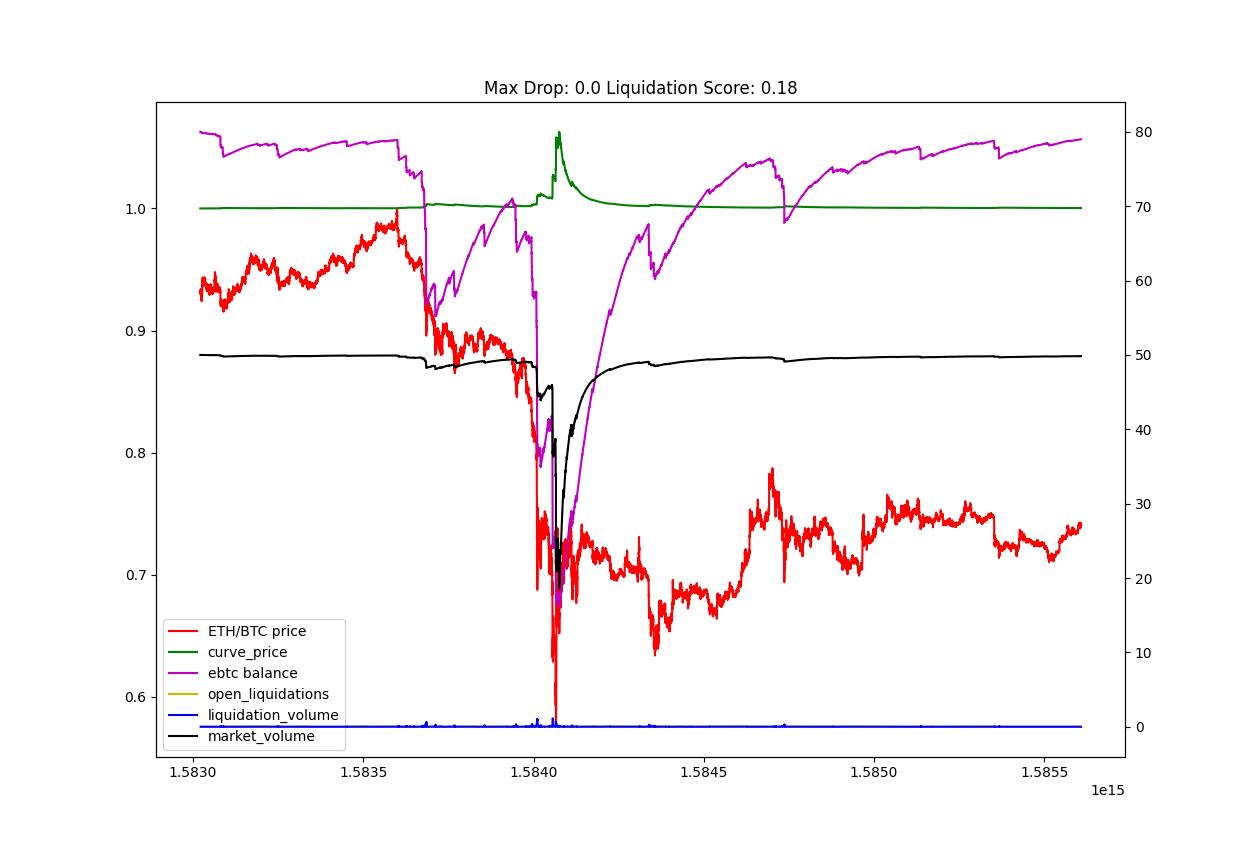 Max Drop: 0.0 Liquidation Score: 0.18
1.0
0.9
0.8
0.7
0.6
80
70
60
50
40
30
20
10
0
ETH/BTC price
curve_price
ebtc balance
open_liquidations
liquidation_volume
market_volume
1.5830 1.5835 1.5840 1.5845 1.5850 1.5855
1e15